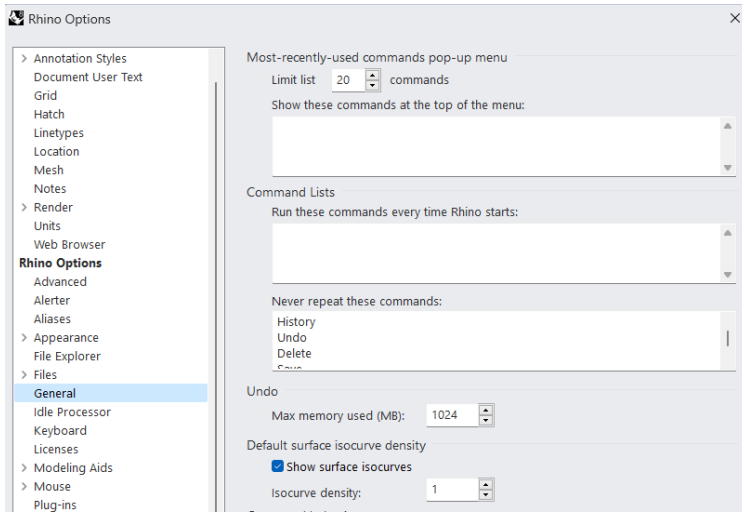 Rhino Options
Annotation Styles
Document User Text
Grid
Hatch
Linetypes
Location
Mesh
Notes
Render
Units
Web Browser
Rhino Options
Advanced
Alerter
Aliases
Appearance
File Explorer
Files
General
Idle Processor
Keyboard
Licenses
Modeling Aids
Mouse
Plug-ins
Most-recently-used commands pop-up menu
Limit list 20 commands
Show these commands at the top of the menu:
Command Lists
Run these commands every time Rhino starts:
Never repeat these commands:
History
Undo
Delete
Save
Undo
Max memory used (MB): 1024
Default surface isocurve density
Show surface isocurves
Isocurve density: 1